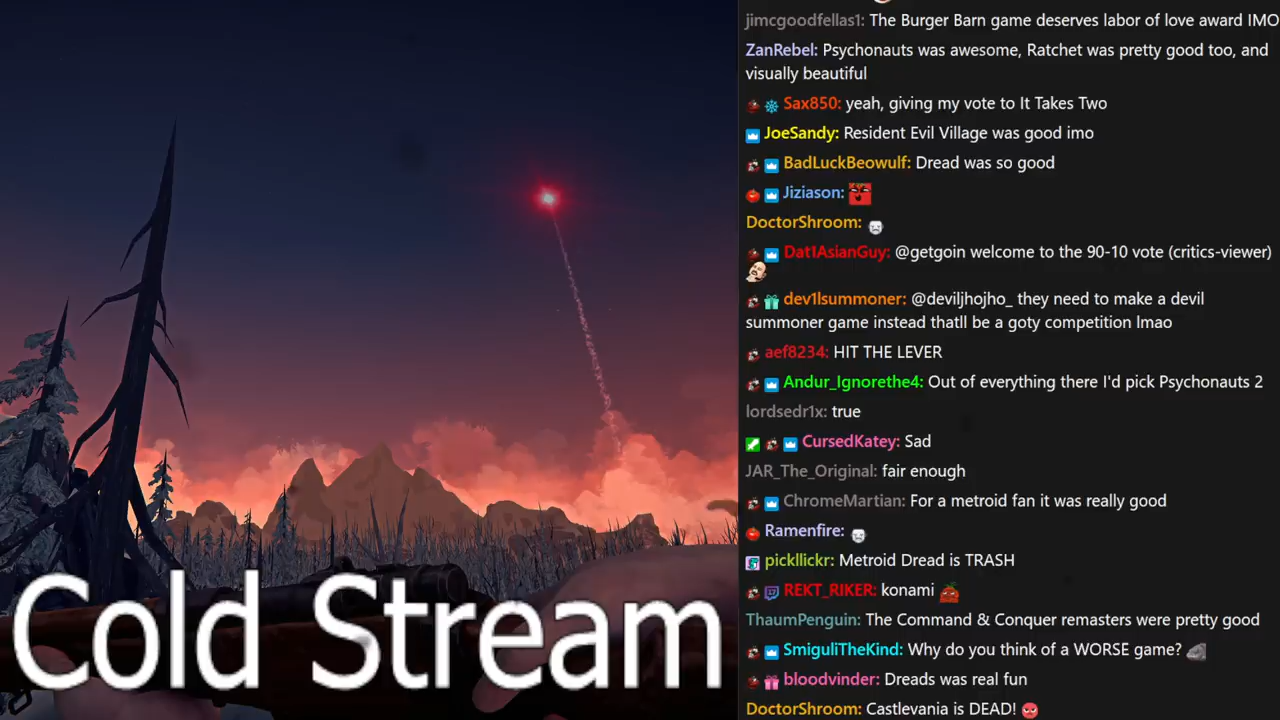 jimcgoodfellas1: The Burger Barn game deserves labor of love award IMO
ZanRebel: Psychonauts was awesome, Ratchet was pretty good too, and
visually beautiful
Sax850: yeah, giving my vote to It Takes Two
JoeSandy: Resident Evil Village was good imo
BadLuckBeowulf: Dread was so good
Jiziason:
DoctorShroom:
Dat1AsianGuy: @getgoin welcome to the 90-10 vote (critics-viewer)
dev1lsummoner: @deviljhojho_ they need to make a devil
summoner game instead thatll be a goty competition lmao
aef8234: HIT THE LEVER
Andur_Ignorethe4: Out of everything there I'd pick Psychonauts 2
lordsedr1x: true
CursedKatey: Sad
JAR_The_Original: fair enough
ChromeMartian: For a metroid fan it was really good
Ramenfire:
pickllickr: Metroid Dread is TRASH
REKT_RIKER: konami
ThaumPenguin: The Command & Conquer remasters were pretty good
SmiguliTheKind: Why do you think of a WORSE game?
bloodvinder: Dreads was real fun
DoctorShroom: Castlevania is DEAD!
Cold Stream